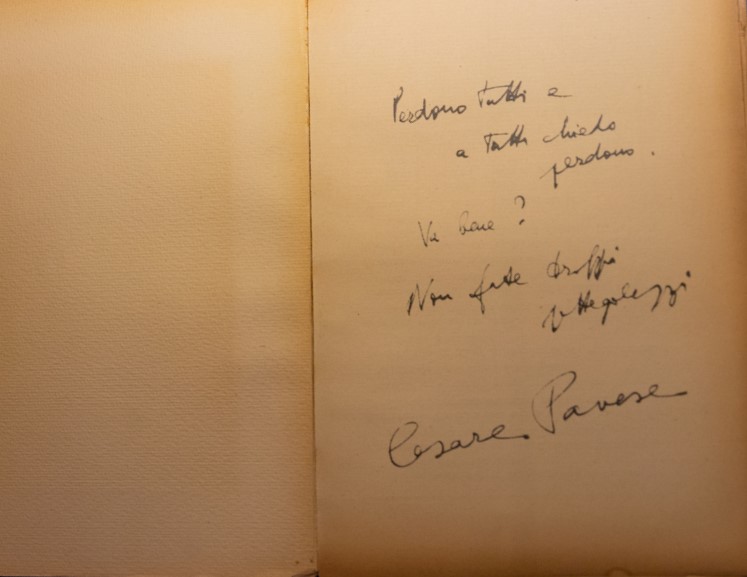 Perdono tutti e
a tutti chiedo
perdono.
Va bene?
Non fate troppi
pettegolezzi
Cesare Pavese